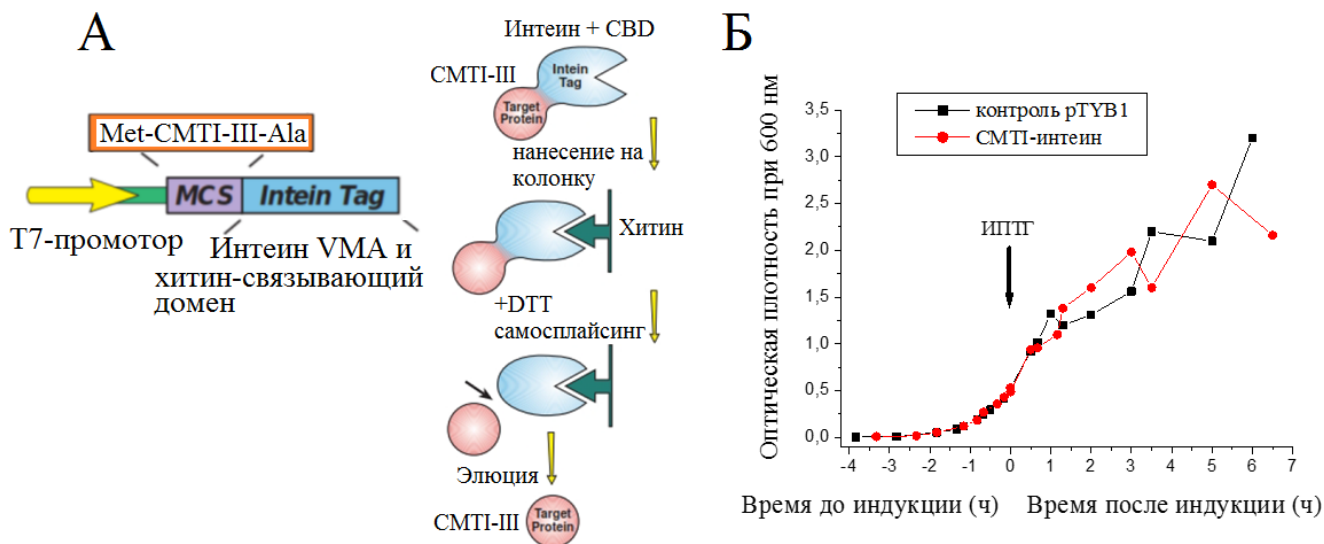 А
Интеин + CBD
CMTI-III
Intein
Tag
Target
Protein
Met-CMTI-III-Ala
MCS
Intein Tag
Т7-промотор
Интеин VMA и
хитин-связывающий
домен
нанесение на
колонку
Хитин
+DTT
самосплайсинг
Элюция
CMTI-III
Target
Protein
Б
контроль pTYB1
CMTI-интеин
ИПТГ
Оптическая плотность при 600 нм
3,5
3,0
2,5
2,0
1,5
1,0
0,5
0,0
-4 -3 -2 -1 0 1 2 3 4 5 6 7
Время до индукции (ч) Время после индукции (ч)